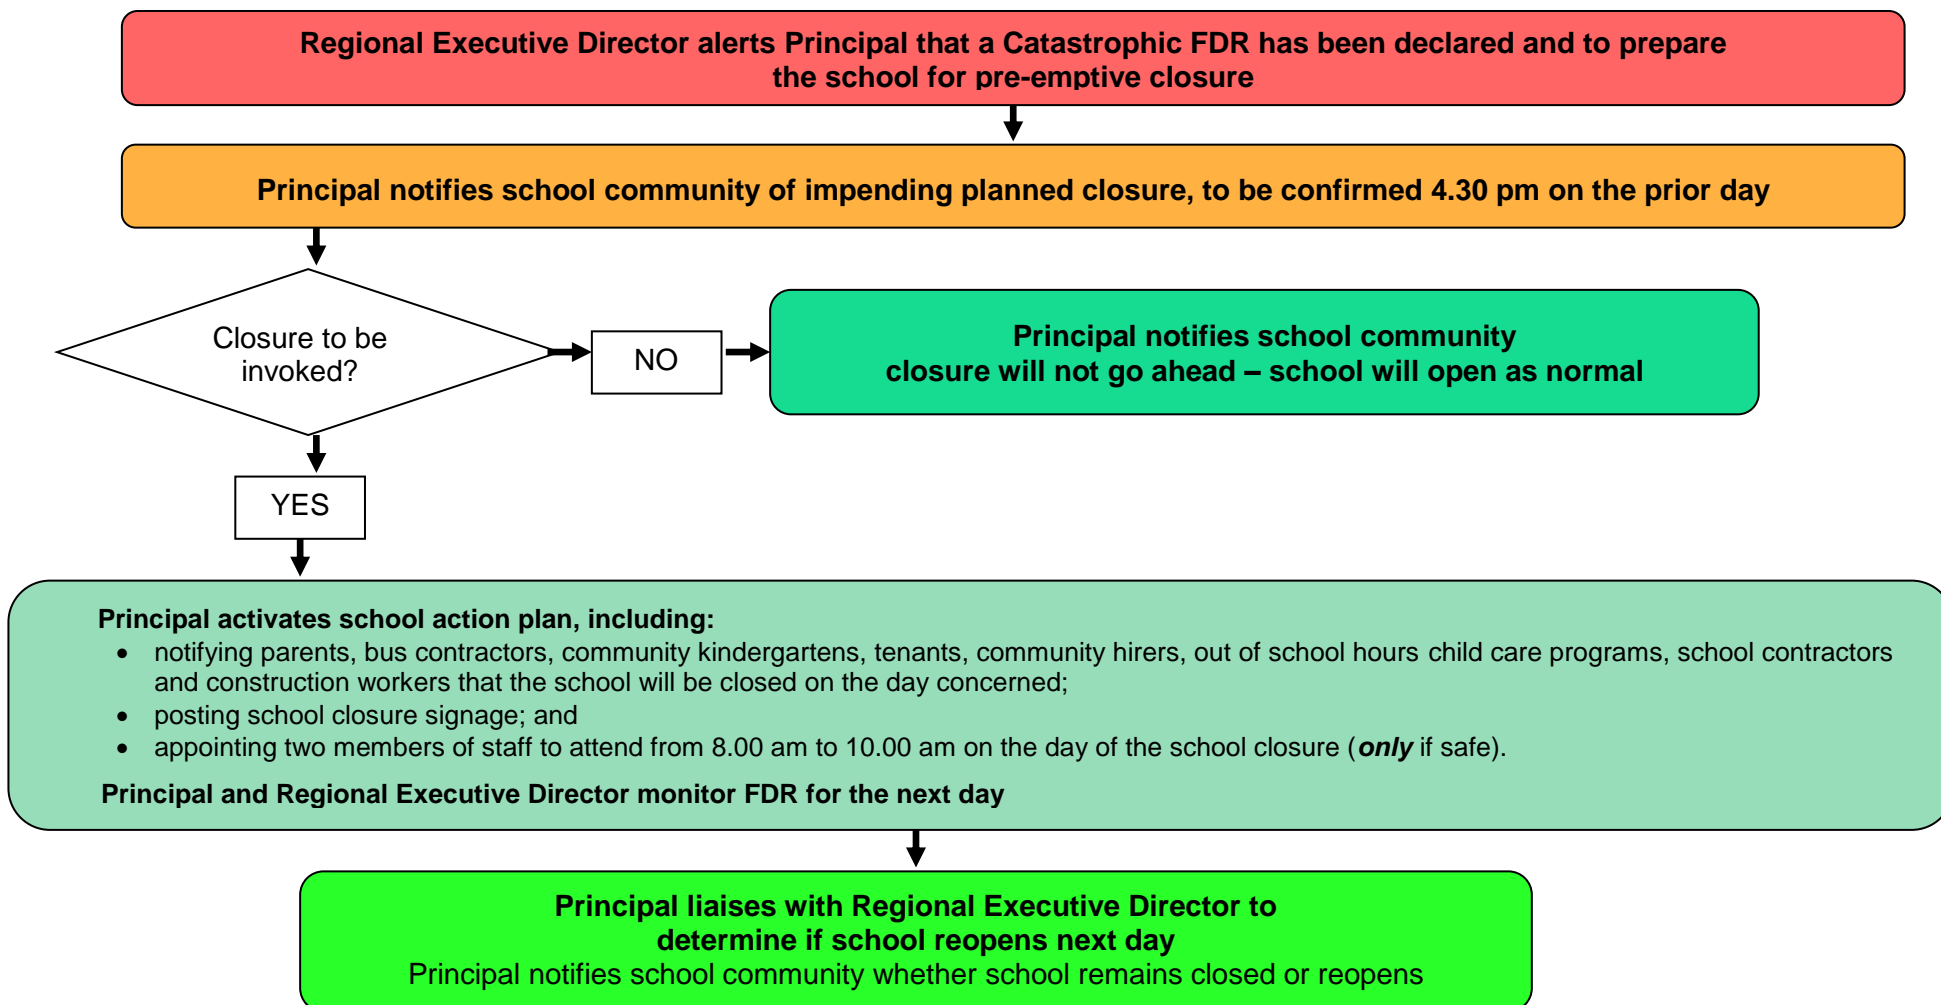 Regional Executive Director alerts Principal that a Catastrophic FDR has been declared and to prepare
the school for pre-emptive closure
Principal notifies school community of impending planned closure, to be confirmed 4.30 pm on the prior day
Closure to be
invoked?
NO
Principal notifies school community
closure will not go ahead – school will open as normal
YES
Principal activates school action plan, including:
• notifying parents, bus contractors, community kindergartens, tenants, community hirers, out of school hours child care programs, school contractors
and construction workers that the school will be closed on the day concerned;
• posting school closure signage; and
• appointing two members of staff to attend from 8.00 am to 10.00 am on the day of the school closure (only if safe).
Principal and Regional Executive Director monitor FDR for the next day
Principal liaises with Regional Executive Director to
determine if school reopens next day
Principal notifies school community whether school remains closed or reopens